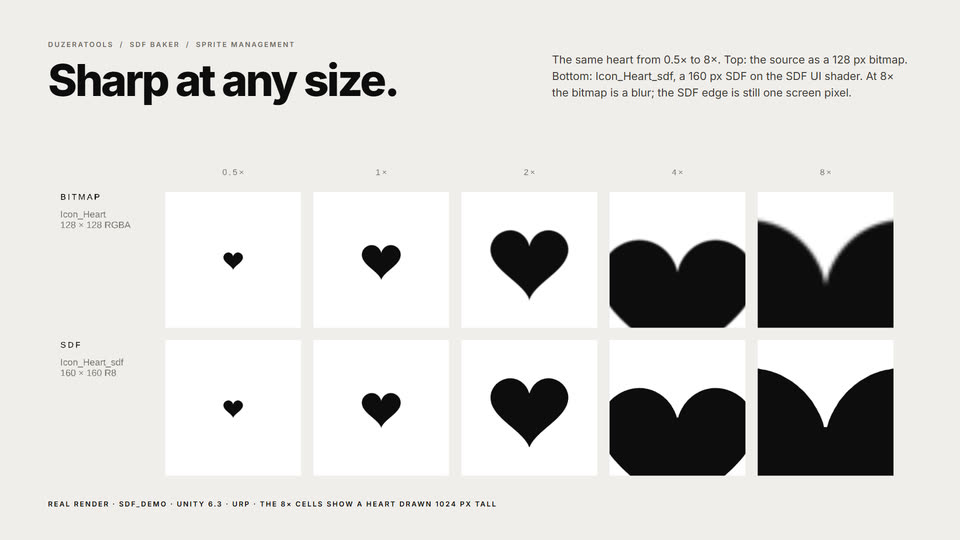 DUZERATOOLS / SDF BAKER / SPRITE MANAGEMENT
Sharp at any size.
The same heart from 0.5× to 8×. Top: the source as a 128 px bitmap.
Bottom: Icon_Heart_sdf, a 160 px SDF on the SDF UI shader. At 8×
the bitmap is a blur; the SDF edge is still one screen pixel.
0.5× 1× 2× 4× 8×
BITMAP
Icon_Heart
128 × 128 RGBA
SDF
Icon_Heart_sdf
160 × 160 R8
REAL RENDER · SDF_DEMO · UNITY 6.3 · URP · THE 8× CELLS SHOW A HEART DRAWN 1024 PX TALL